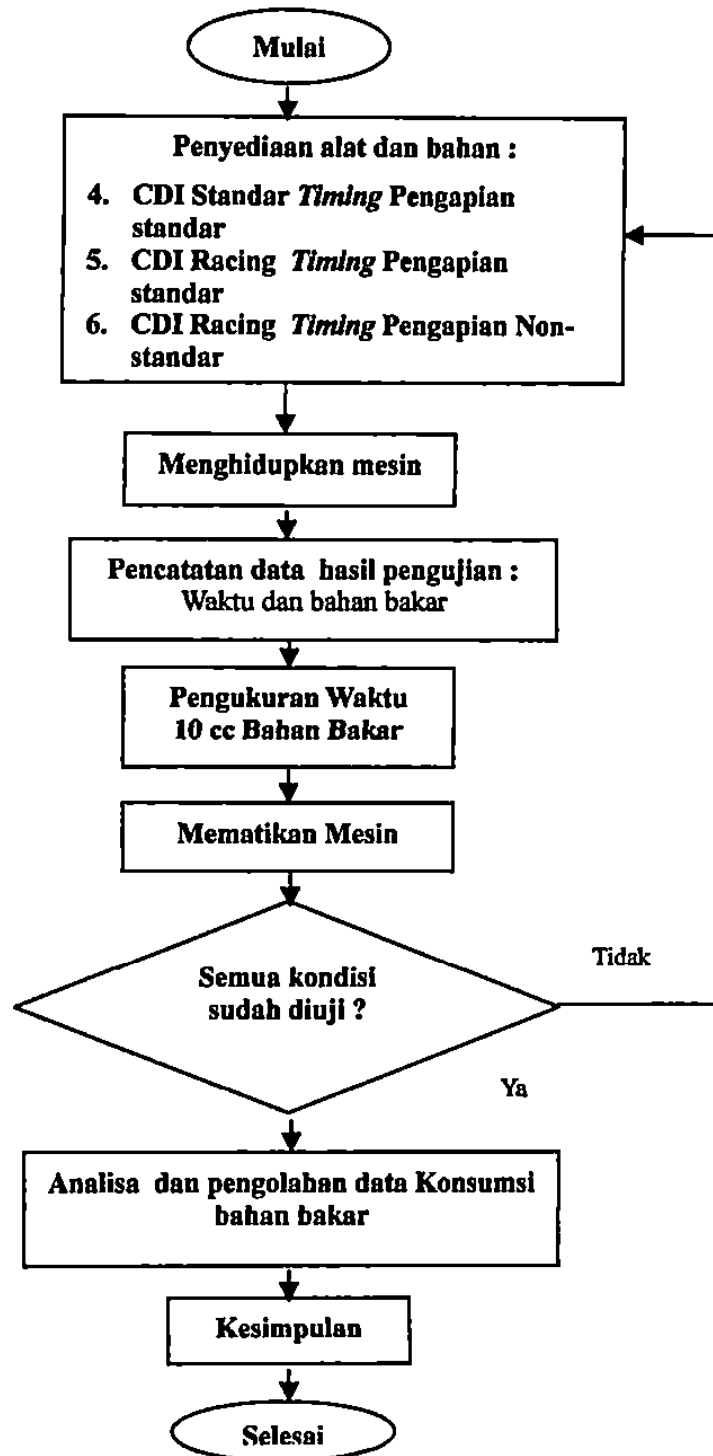 Mulai
Penyediaan alat dan bahan :
4. CDI Standar Timing Pengapian
standar
5. CDI Racing Timing Pengapian
standar
6. CDI Racing Timing Pengapian Non-
standar
Menghidupkan mesin
Pencatatan data hasil pengujian :
Waktu dan bahan bakar
Pengukuran Waktu
10 cc Bahan Bakar
Mematikan Mesin
Semua kondisi
sudah diuji ?
Tidak
Ya
Analisa dan pengolahan data Konsumsi
bahan bakar
Kesimpulan
Selesai